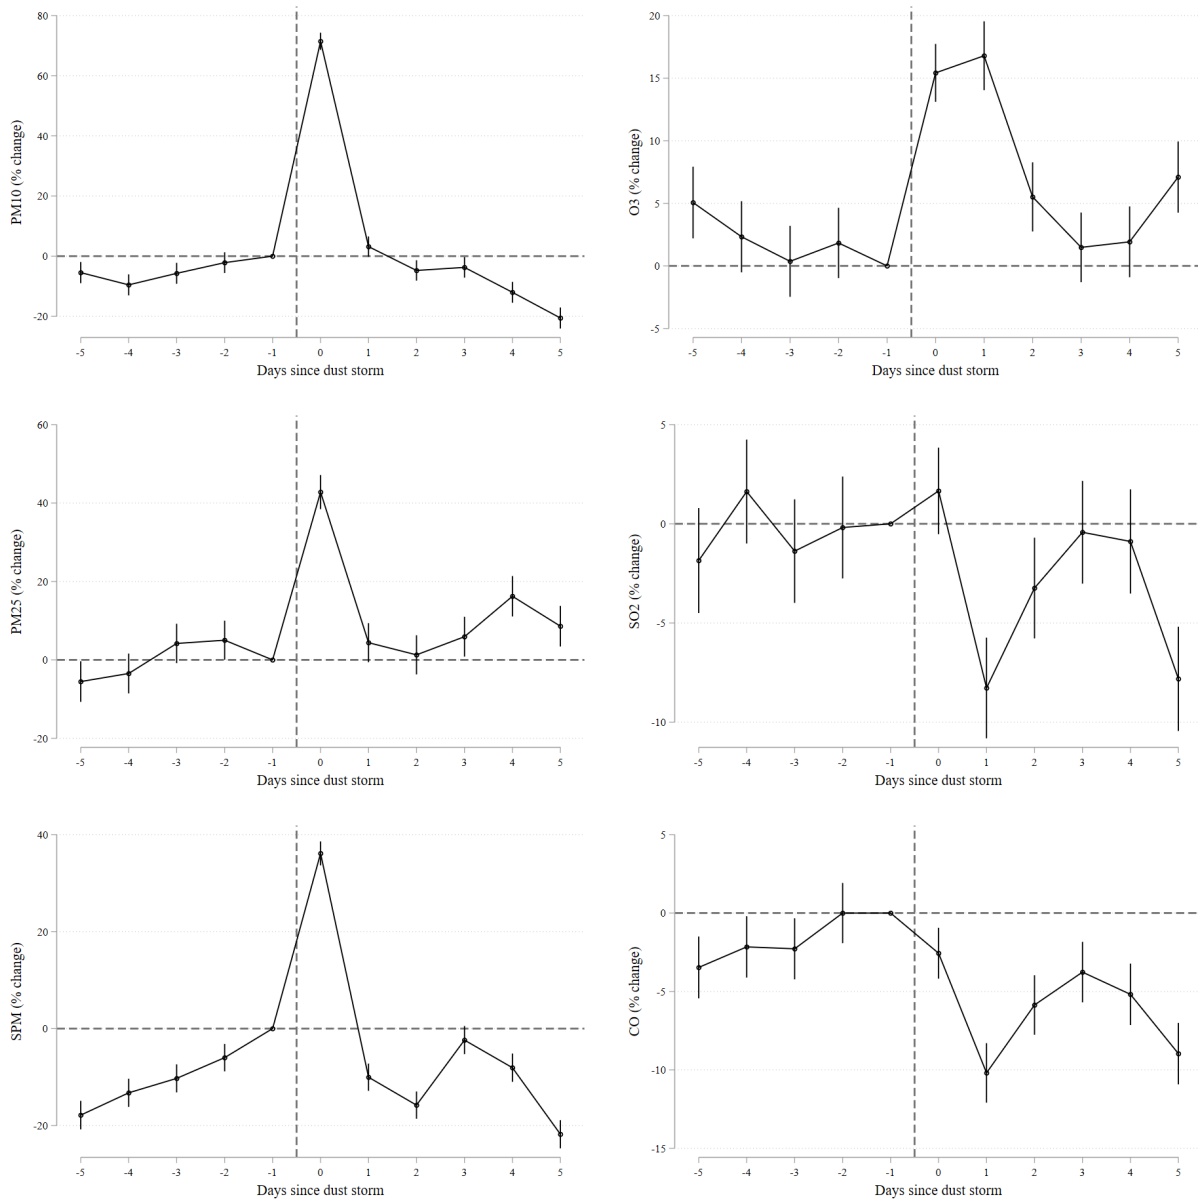 PM10 (% change)
80
60
40
20
0
-20
-5 -4 -3 -2 -1 0 1 2 3 4 5
Days since dust storm
O3 (% change)
20
15
10
5
0
-5
-5 -4 -3 -2 -1 0 1 2 3 4 5
Days since dust storm
PM25 (% change)
60
40
20
0
-20
-5 -4 -3 -2 -1 0 1 2 3 4 5
Days since dust storm
SO2 (% change)
5
0
-5
-10
-5 -4 -3 -2 -1 0 1 2 3 4 5
Days since dust storm
SPM (% change)
40
20
0
-20
-5 -4 -3 -2 -1 0 1 2 3 4 5
Days since dust storm
CO (% change)
5
0
-5
-10
-15
-5 -4 -3 -2 -1 0 1 2 3 4 5
Days since dust storm